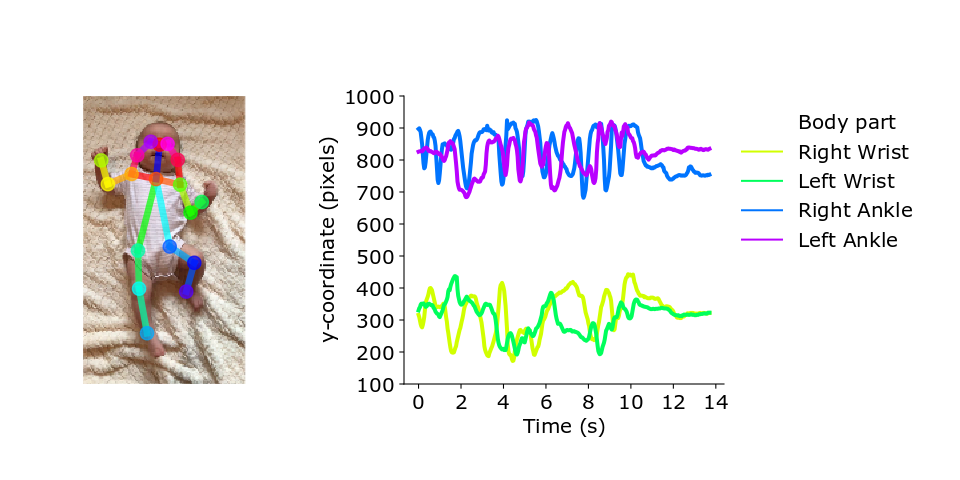 1000
900
800
700
600
500
400
300
200
100
y-coordinate (pixels)
0 2 4 6 8 10 12 14
Time (s)
Body part
Right Wrist
Left Wrist
Right Ankle
Left Ankle